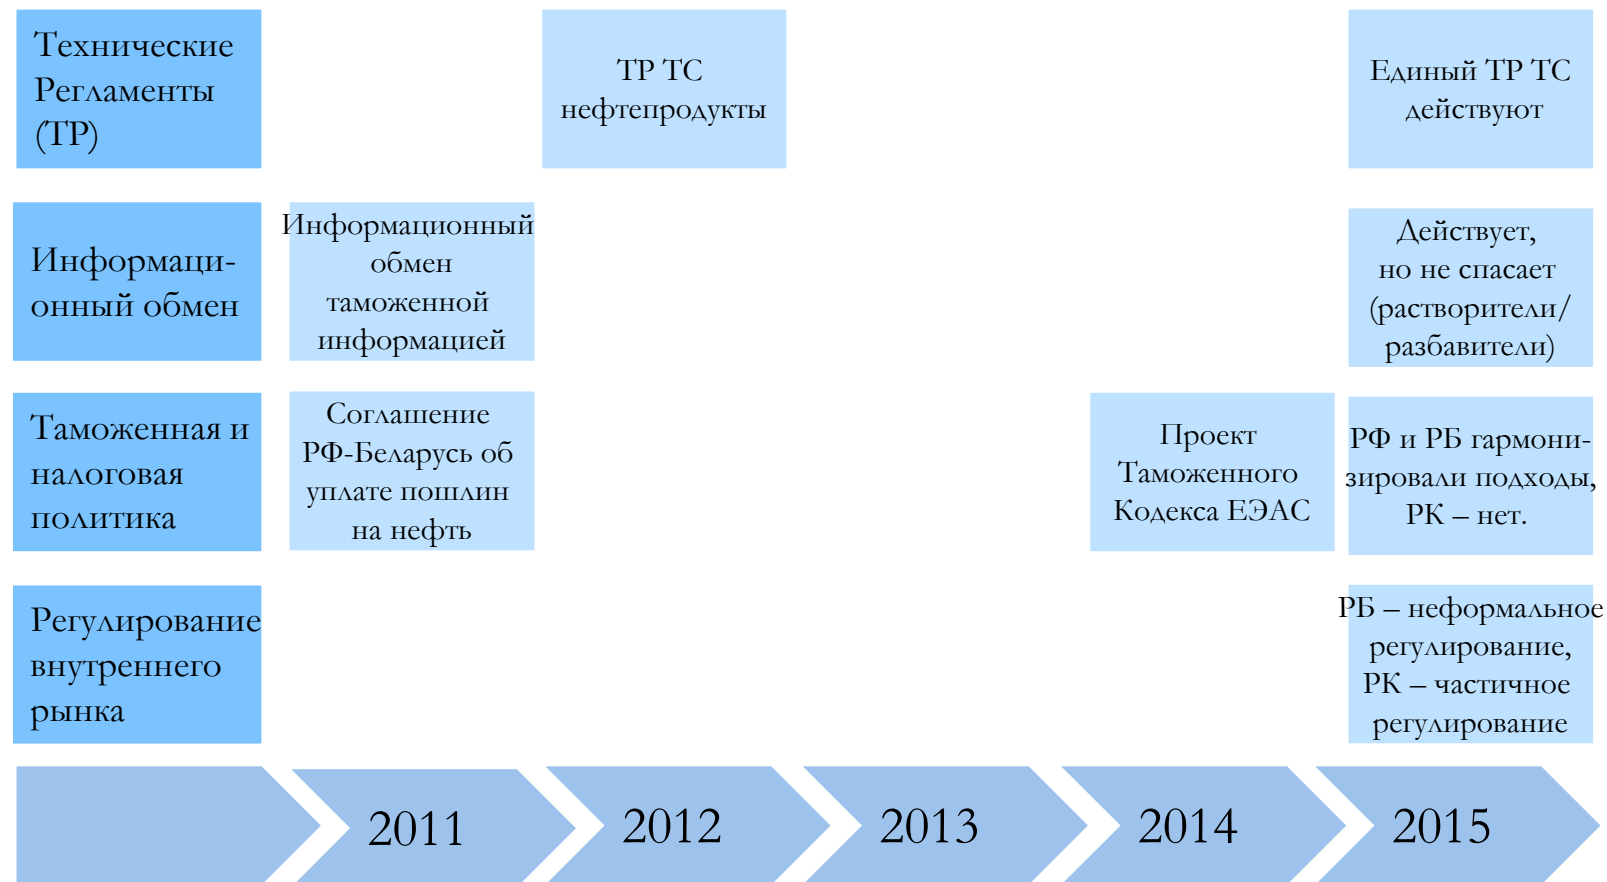 Технические
Регламенты
(ТР)
ТР ТС
нефтепродукты
Единый ТР ТС
действуют
Информаци-
онный обмен
Информационный
обмен
таможенной
информацией
Действует,
но не спасает
(растворители/
разбавители)
Таможенная и
налоговая
политика
Соглашение
РФ-Беларусь об
уплате пошлин
на нефть
Проект
Таможенного
Кодекса ЕЭАС
РФ и РБ гармони-
зировали подходы,
РК – нет.
Регулирование
внутреннего
рынка
РБ – неформальное
регулирование,
РК – частичное
регулирование
2011
2012
2013
2014
2015